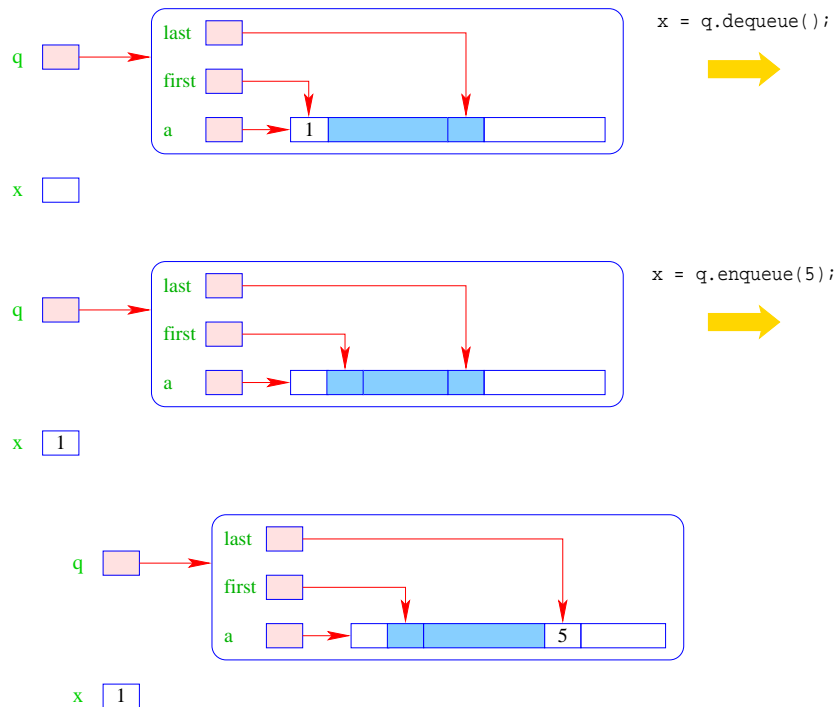 last
x = q.dequeue();
q
first
a
1
x
last
x = q.enqueue(5);
q
first
a
x
1
last
q
first
a
5
x
1